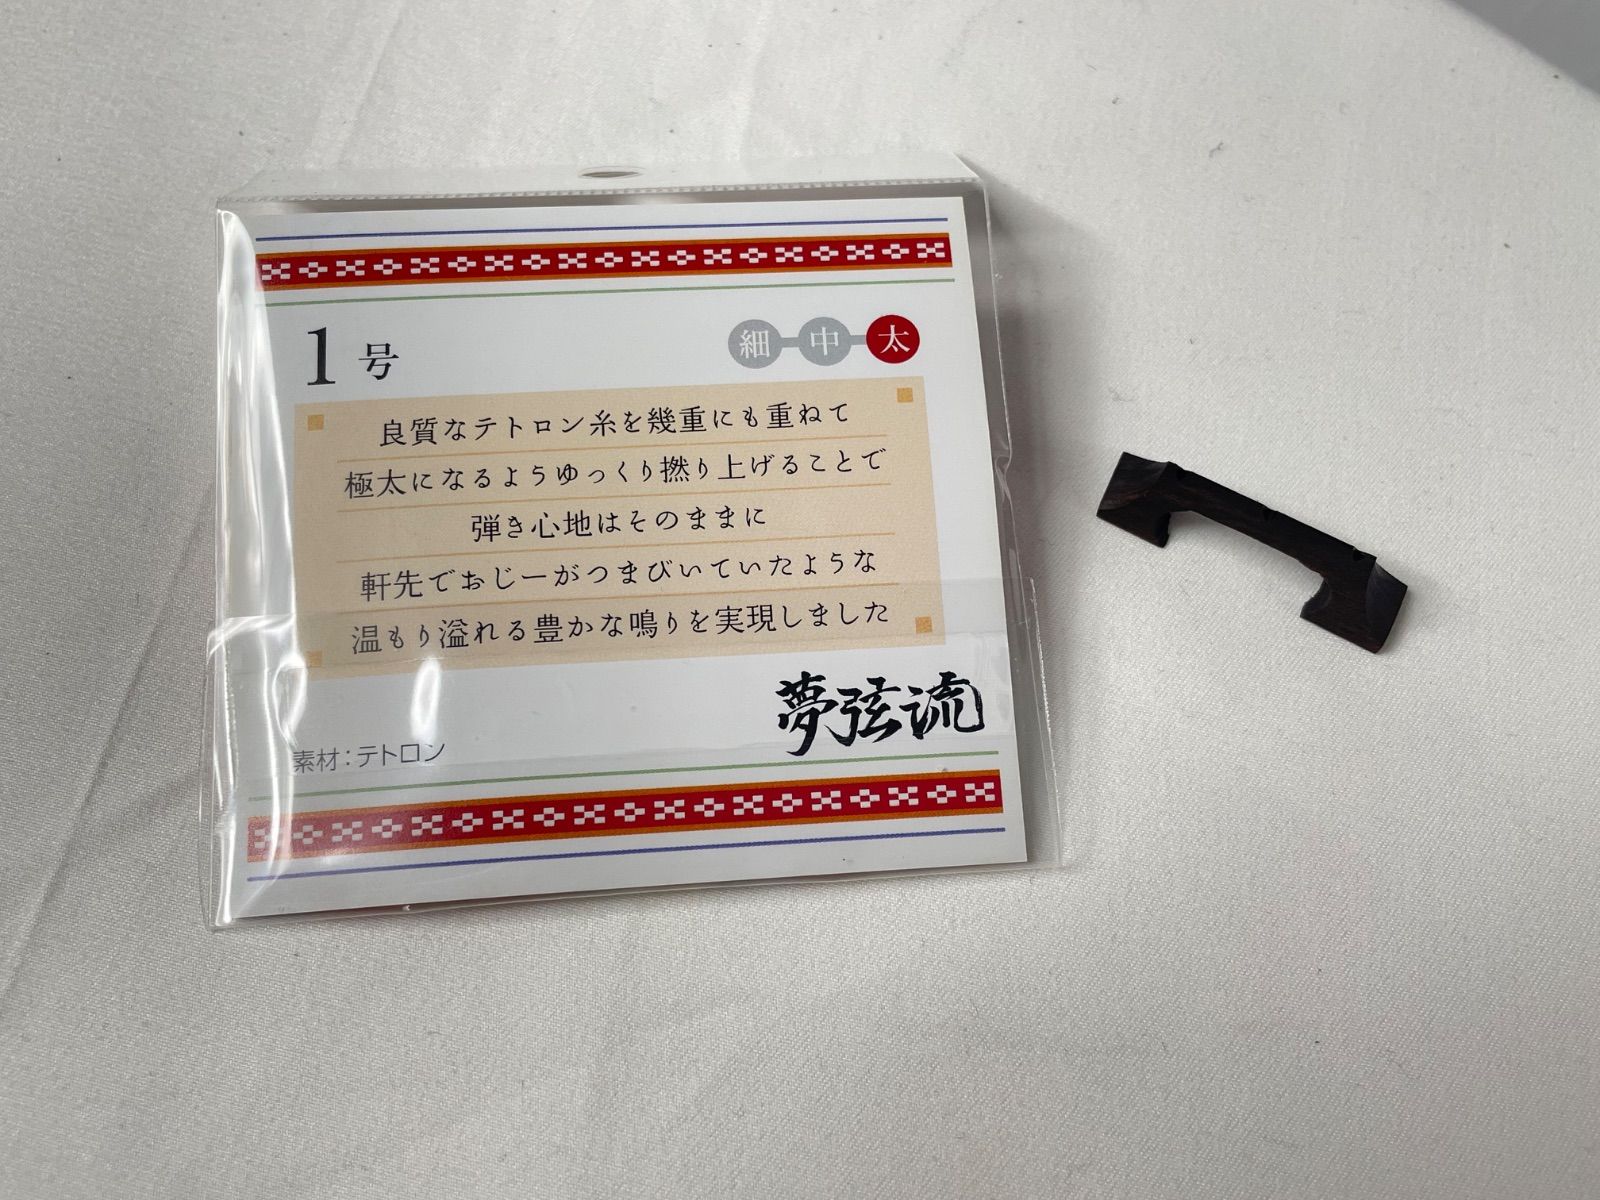 1号
細 中 太
良質なテトロン糸を幾重にも重ねて
極太になるようゆっくり撚り上げることで
弾き心地はそのままに
軒先でおじーがつまびいていたような
温もり溢れる豊かな鳴りを実現しました
夢弦流
素材：テトロン